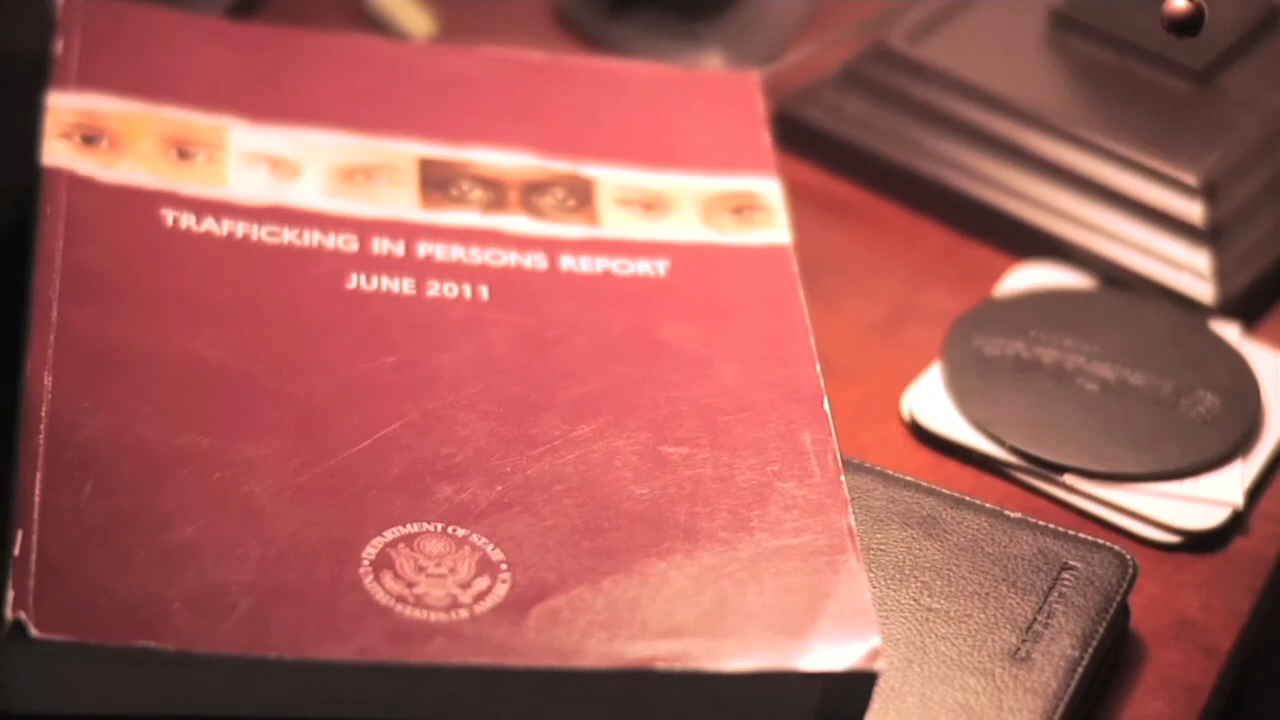 TRAFFICKING IN PERSONS REPORT
JUNE 2011
DEPARTMENT OF STATE
UNITED STATES OF AMERICA